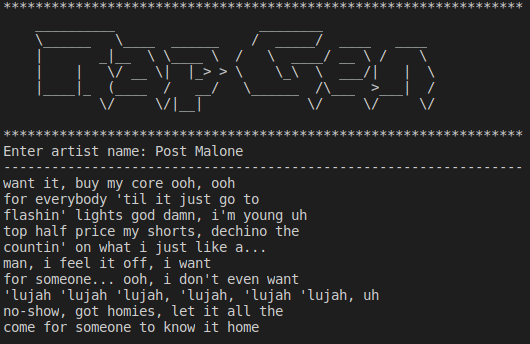 *****************************************************************
RapGen
*****************************************************************
Enter artist name: Post Malone
-----------------------------------------------------------------
want it, buy my core ooh, ooh
for everybody 'til it just go to
flashin' lights god damn, i'm young uh
top half price my shorts, dechino the
countin' on what i just like a...
man, i feel it off, i want
for someone... ooh, i don't even want
'lujah 'lujah 'lujah, 'lujah, 'lujah 'lujah, uh
no-show, got homies, let it all the
come for someone to know it home